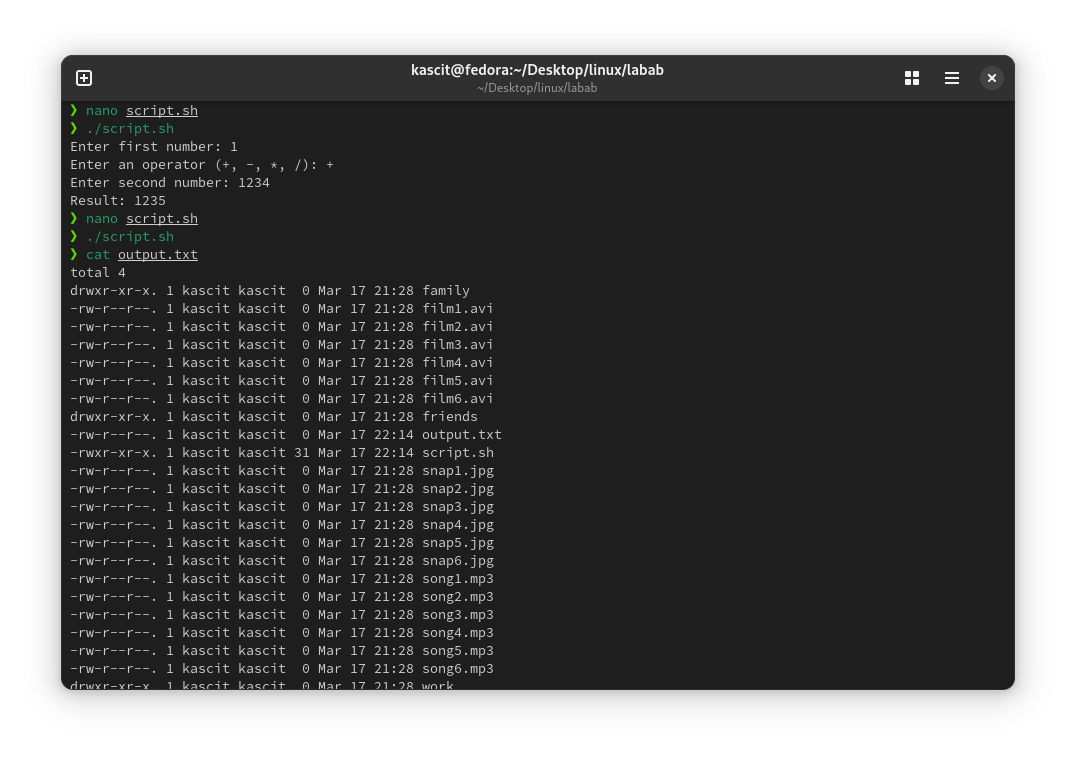 kascit@fedora:~/Desktop/linux/labab
~/Desktop/linux/labab
❯ nano script.sh
❯ ./script.sh
Enter first number: 1
Enter an operator (+, -, *, /): +
Enter second number: 1234
Result: 1235
❯ nano script.sh
❯ ./script.sh
❯ cat output.txt
total 4
drwxr-xr-x. 1 kascit kascit  0 Mar 17 21:28 family
-rw-r--r--. 1 kascit kascit  0 Mar 17 21:28 film1.avi
-rw-r--r--. 1 kascit kascit  0 Mar 17 21:28 film2.avi
-rw-r--r--. 1 kascit kascit  0 Mar 17 21:28 film3.avi
-rw-r--r--. 1 kascit kascit  0 Mar 17 21:28 film4.avi
-rw-r--r--. 1 kascit kascit  0 Mar 17 21:28 film5.avi
-rw-r--r--. 1 kascit kascit  0 Mar 17 21:28 film6.avi
drwxr-xr-x. 1 kascit kascit  0 Mar 17 21:28 friends
-rw-r--r--. 1 kascit kascit  0 Mar 17 22:14 output.txt
-rwxr-xr-x. 1 kascit kascit 31 Mar 17 22:14 script.sh
-rw-r--r--. 1 kascit kascit  0 Mar 17 21:28 snap1.jpg
-rw-r--r--. 1 kascit kascit  0 Mar 17 21:28 snap2.jpg
-rw-r--r--. 1 kascit kascit  0 Mar 17 21:28 snap3.jpg
-rw-r--r--. 1 kascit kascit  0 Mar 17 21:28 snap4.jpg
-rw-r--r--. 1 kascit kascit  0 Mar 17 21:28 snap5.jpg
-rw-r--r--. 1 kascit kascit  0 Mar 17 21:28 snap6.jpg
-rw-r--r--. 1 kascit kascit  0 Mar 17 21:28 song1.mp3
-rw-r--r--. 1 kascit kascit  0 Mar 17 21:28 song2.mp3
-rw-r--r--. 1 kascit kascit  0 Mar 17 21:28 song3.mp3
-rw-r--r--. 1 kascit kascit  0 Mar 17 21:28 song4.mp3
-rw-r--r--. 1 kascit kascit  0 Mar 17 21:28 song5.mp3
-rw-r--r--. 1 kascit kascit  0 Mar 17 21:28 song6.mp3
drwxr-xr-x. 1 kascit kascit  0 Mar 17 21:28 work